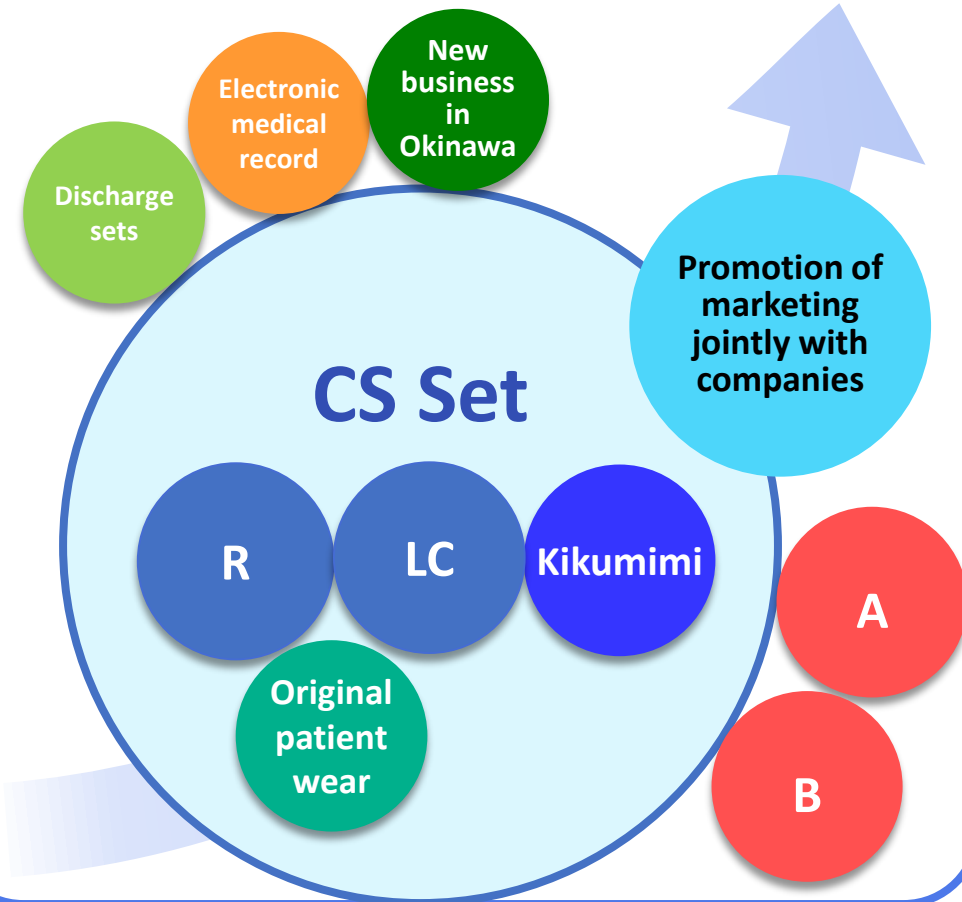 New
business
in
Okinawa
Electronic
medical
record
Discharge
sets
Promotion of
marketing
jointly with
companies
CS Set
R
LC
Kikumimi
A
Original
patient
wear
B